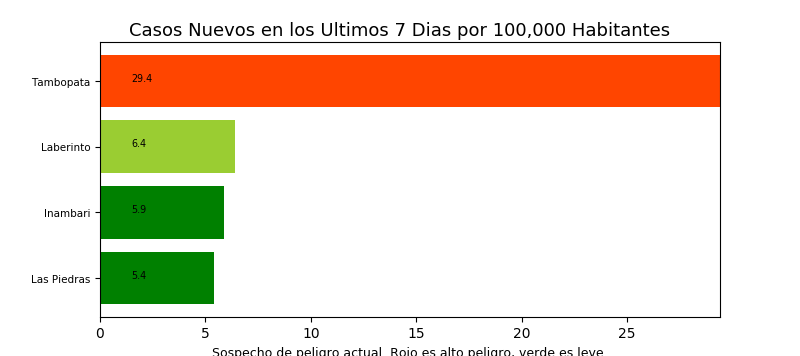 Casos Nuevos en los Ultimos 7 Dias por 100,000 Habitantes
Tambopata 29.4
Laberinto 6.4
Inambari 5.9
Las Piedras 5.4
0 5 10 15 20 25
Sospecho de peligro actual. Rojo es alto peligro, verde es leve